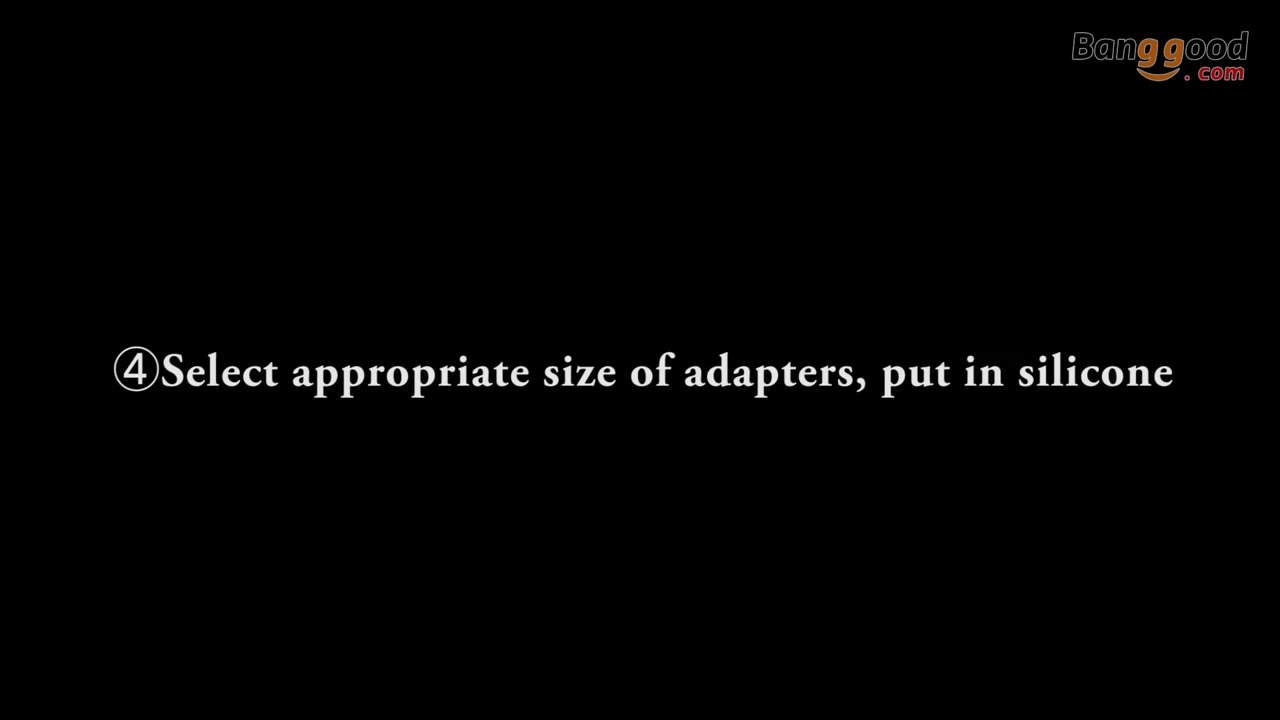 Banggood
.com
④Select appropriate size of adapters, put in silicone